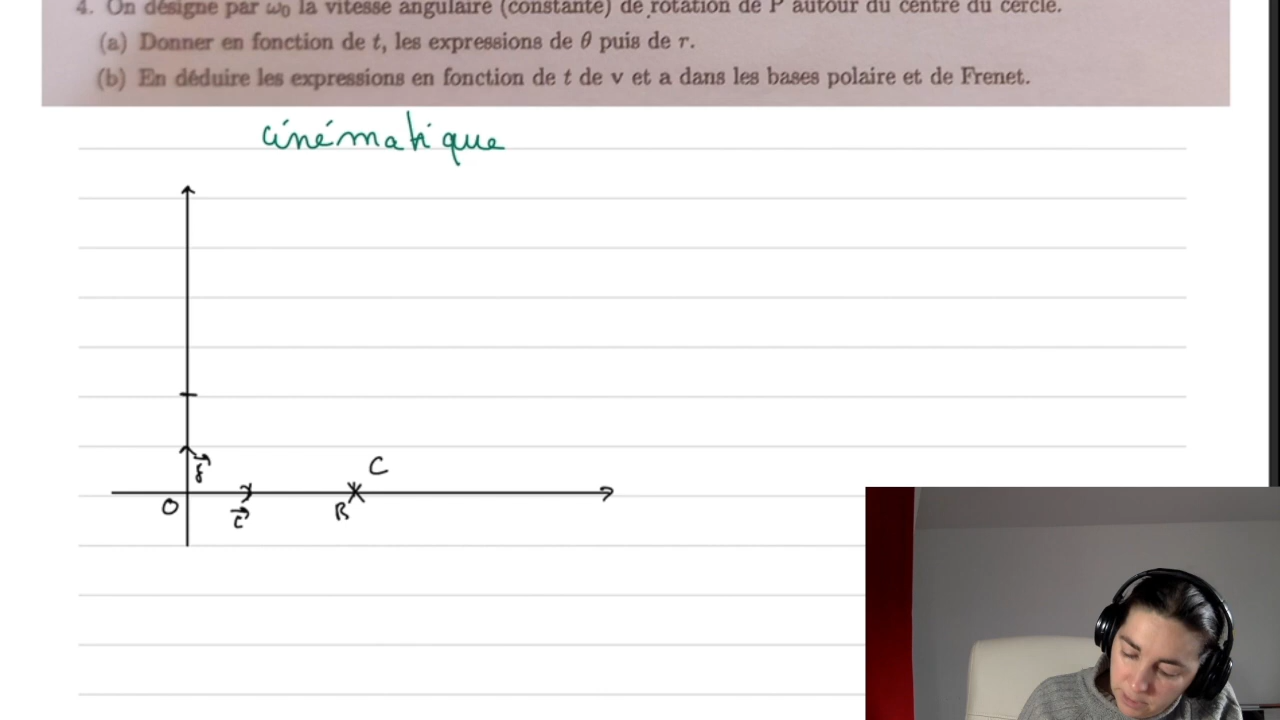 4. On désigne par ω₀ la vitesse angulaire (constante) de rotation de P autour du centre du cercle.
(a) Donner en fonction de t, les expressions de θ puis de r.
(b) En déduire les expressions en fonction de t de v et a dans les bases polaire et de Frenet.
cinématique
C
O
R